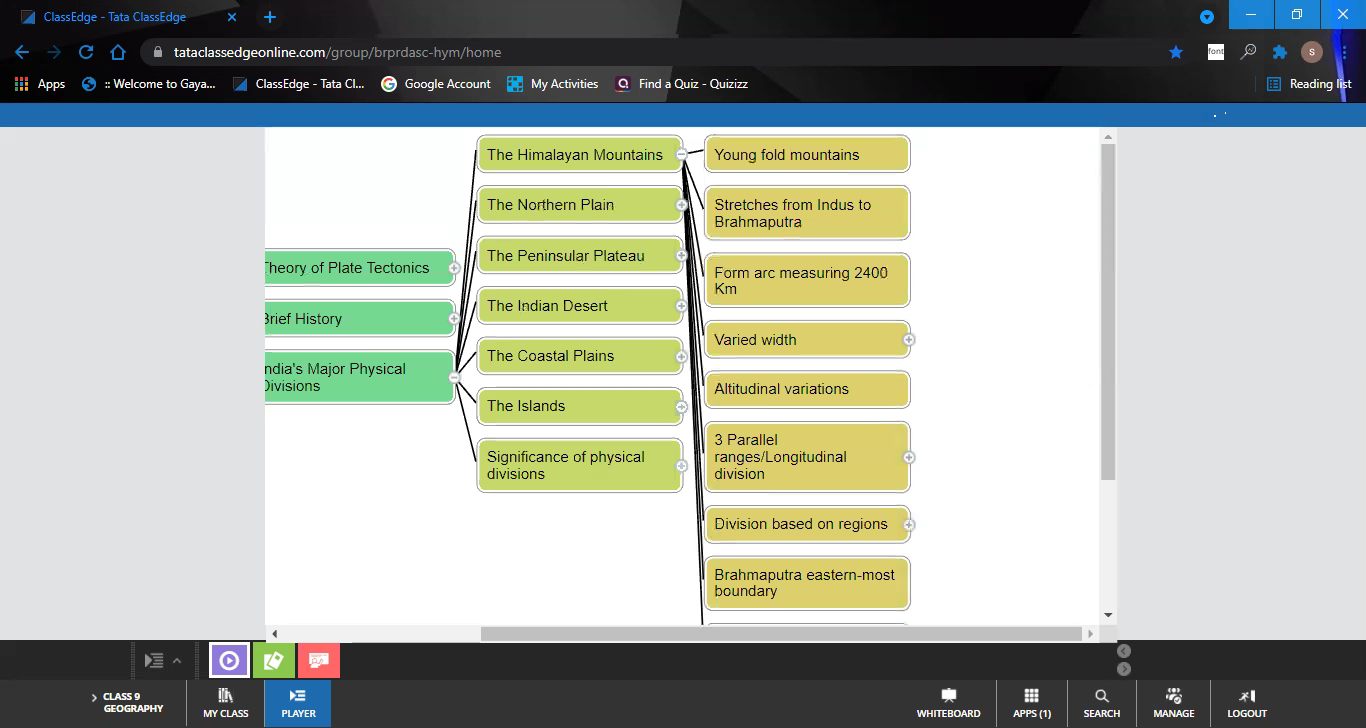 ClassEdge - Tata ClassEdge
tataclassedgeonline.com/group/brprdasc-hym/home
font
S
Apps
:: Welcome to Gaya...
ClassEdge - Tata Cl...
Google Account
My Activities
Find a Quiz - Quizizz
Reading list
Theory of Plate Tectonics
Brief History
India's Major Physical
Divisions
The Himalayan Mountains
The Northern Plain
The Peninsular Plateau
The Indian Desert
The Coastal Plains
The Islands
Significance of physical
divisions
Young fold mountains
Stretches from Indus to
Brahmaputra
Form arc measuring 2400
Km
Varied width
Altitudinal variations
3 Parallel
ranges/Longitudinal
division
Division based on regions
Brahmaputra eastern-most
boundary
CLASS 9
GEOGRAPHY
MY CLASS
PLAYER
WHITEBOARD
APPS (1)
SEARCH
MANAGE
LOGOUT